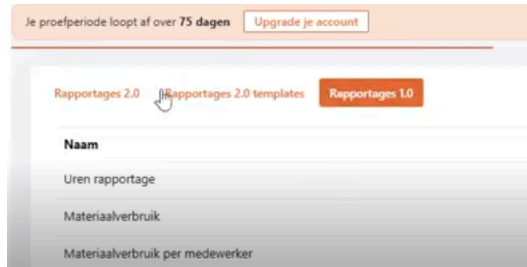 Je proefperiode loopt af over 75 dagen Upgrade je account
Rapportages 2.0 Rapportages 2.0 templates Rapportages 1.0
Naam
Uren rapportage
Materiaalverbruik
Materiaalverbruik per medewerker